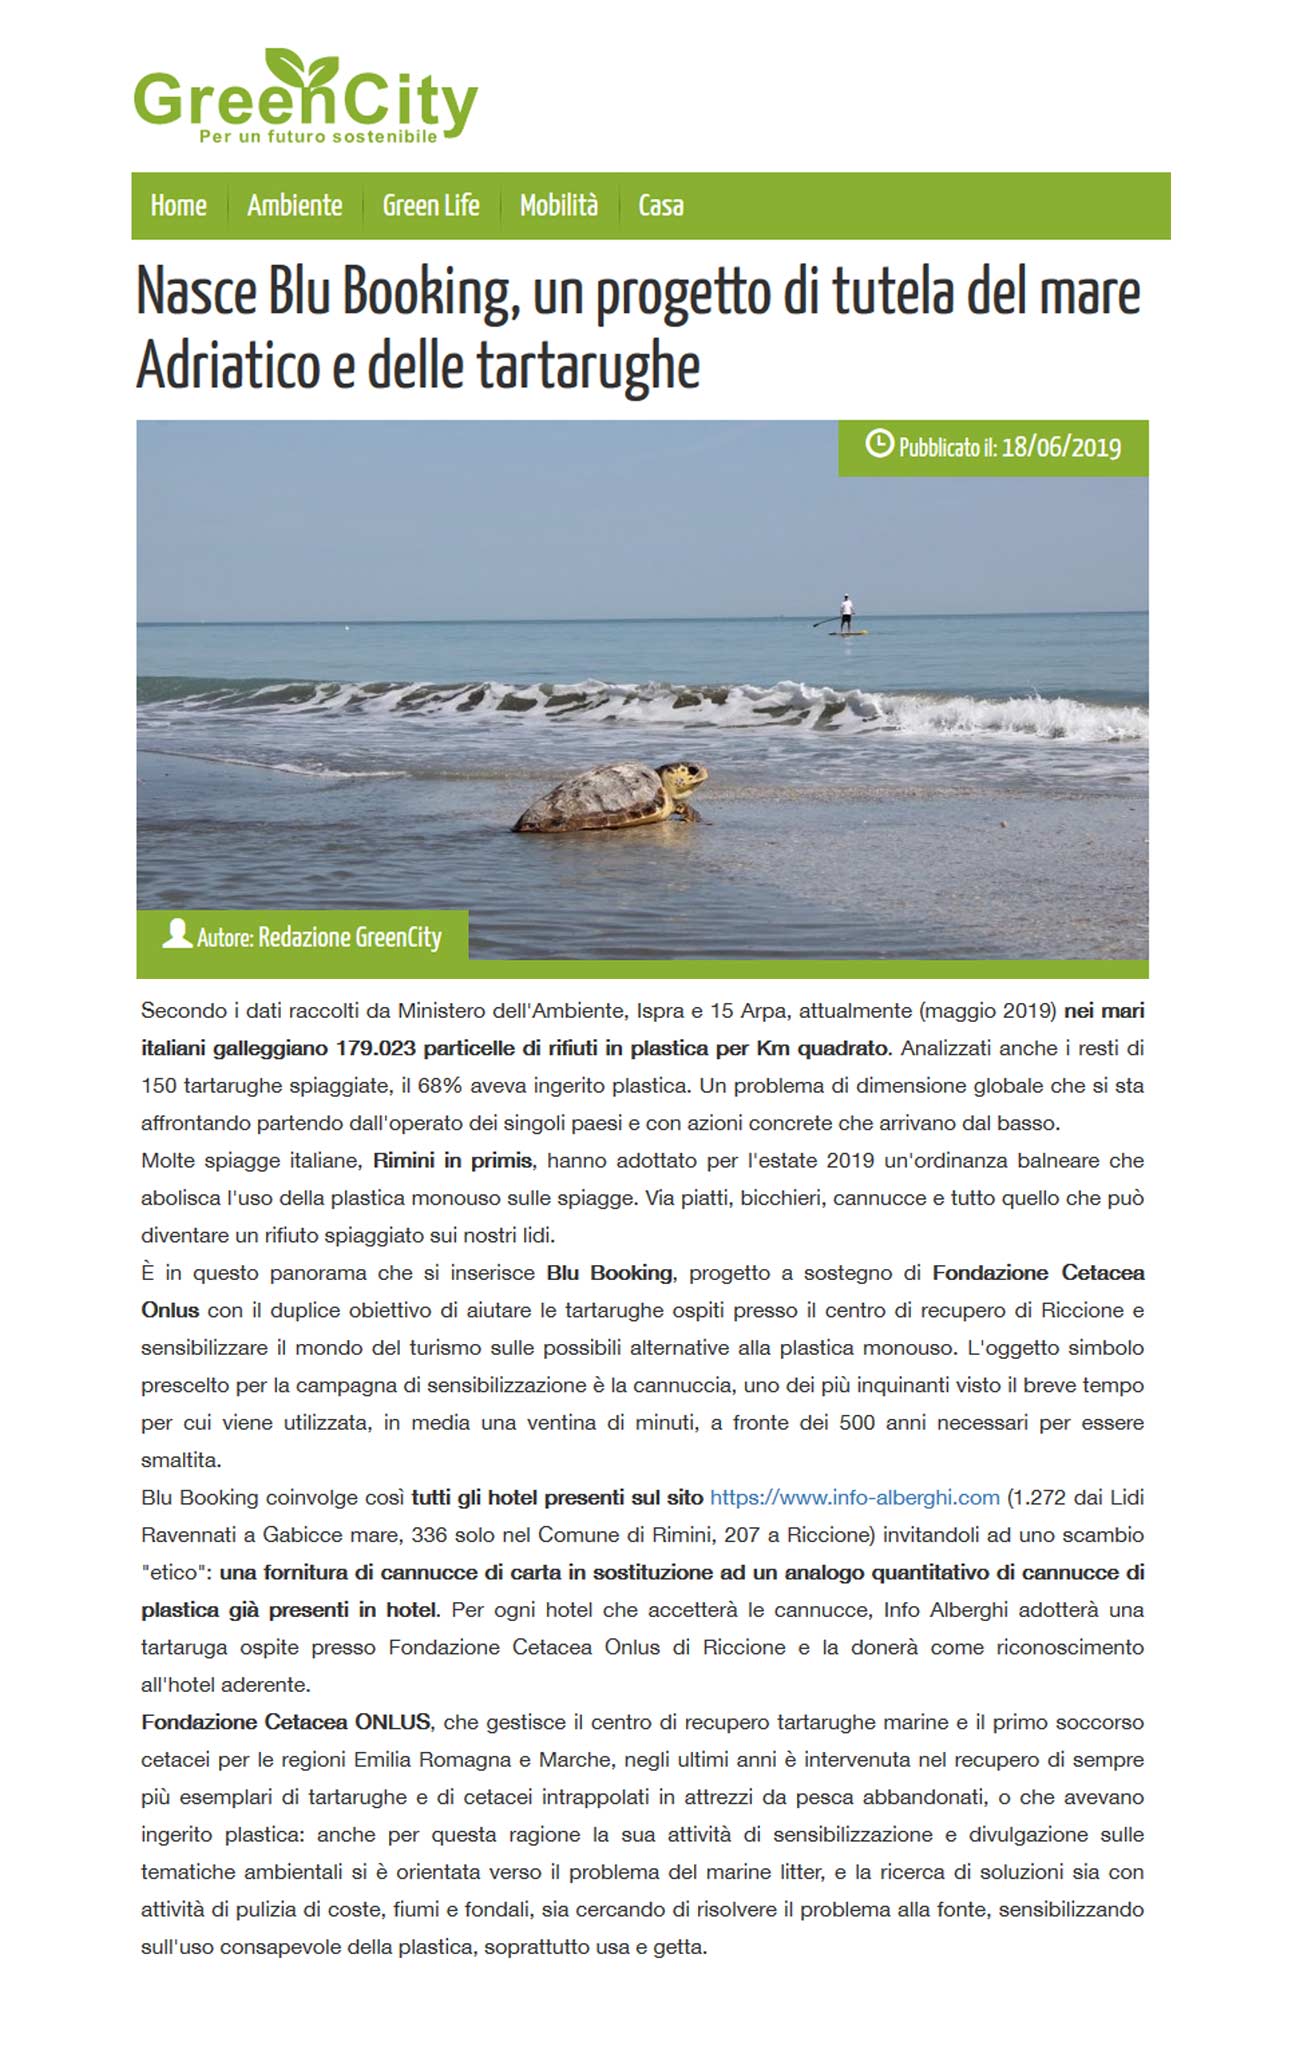 GreenCity
Per un futuro sostenibile
Home Ambiente Green Life Mobilità Casa
Nasce Blu Booking, un progetto di tutela del mare
Adriatico e delle tartarughe
Pubblicato il: 18/06/2019
Autore: Redazione GreenCity
Secondo i dati raccolti da Ministero dell'Ambiente, Ispra e 15 Arpa, attualmente (maggio 2019) nei mari
italiani galleggiano 179.023 particelle di rifiuti in plastica per Km quadrato. Analizzati anche i resti di
150 tartarughe spiaggiate, il 68% aveva ingerito plastica. Un problema di dimensione globale che si sta
affrontando partendo dall'operato dei singoli paesi e con azioni concrete che arrivano dal basso.
Molte spiagge italiane, Rimini in primis, hanno adottato per l'estate 2019 un'ordinanza balneare che
abolisca l'uso della plastica monouso sulle spiagge. Via piatti, bicchieri, cannucce e tutto quello che può
diventare un rifiuto spiaggiato sui nostri lidi.
È in questo panorama che si inserisce Blu Booking, progetto a sostegno di Fondazione Cetacea
Onlus con il duplice obiettivo di aiutare le tartarughe ospiti presso il centro di recupero di Riccione e
sensibilizzare il mondo del turismo sulle possibili alternative alla plastica monouso. L'oggetto simbolo
prescelto per la campagna di sensibilizzazione è la cannuccia, uno dei più inquinanti visto il breve tempo
per cui viene utilizzata, in media una ventina di minuti, a fronte dei 500 anni necessari per essere
smaltita.
Blu Booking coinvolge così tutti gli hotel presenti sul sito https://www.info-alberghi.com (1.272 dai Lidi
Ravennati a Gabicce mare, 336 solo nel Comune di Rimini, 207 a Riccione) invitandoli ad uno scambio
"etico": una fornitura di cannucce di carta in sostituzione ad un analogo quantitativo di cannucce di
plastica già presenti in hotel. Per ogni hotel che accetterà le cannucce, Info Alberghi adotterà una
tartaruga ospite presso Fondazione Cetacea Onlus di Riccione e la donerà come riconoscimento
all'hotel aderente.
Fondazione Cetacea ONLUS, che gestisce il centro di recupero tartarughe marine e il primo soccorso
cetacei per le regioni Emilia Romagna e Marche, negli ultimi anni è intervenuta nel recupero di sempre
più esemplari di tartarughe e di cetacei intrappolati in attrezzi da pesca abbandonati, o che avevano
ingerito plastica: anche per questa ragione la sua attività di sensibilizzazione e divulgazione sulle
tematiche ambientali si è orientata verso il problema del marine litter, e la ricerca di soluzioni sia con
attività di pulizia di coste, fiumi e fondali, sia cercando di risolvere il problema alla fonte, sensibilizzando
sull'uso consapevole della plastica, soprattutto usa e getta.